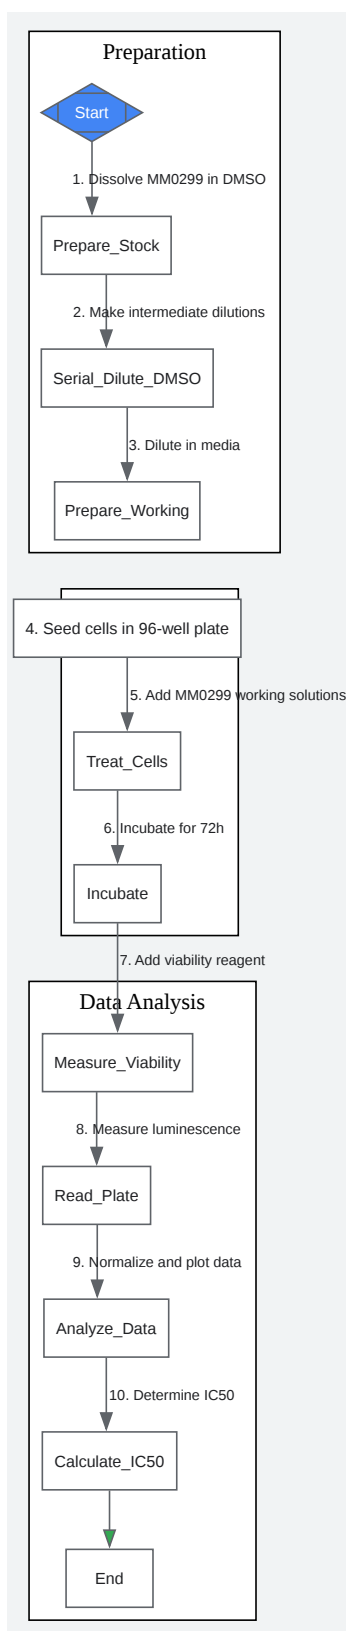 Preparation
Start
1. Dissolve MM0299 in DMSO
Prepare_Stock
2. Make intermediate dilutions
Serial_Dilute_DMSO
3. Dilute in media
Prepare_Working
4. Seed cells in 96-well plate
5. Add MM0299 working solutions
Treat_Cells
6. Incubate for 72h
Incubate
7. Add viability reagent
Data Analysis
Measure_Viability
8. Measure luminescence
Read_Plate
9. Normalize and plot data
Analyze_Data
10. Determine IC50
Calculate_IC50
End